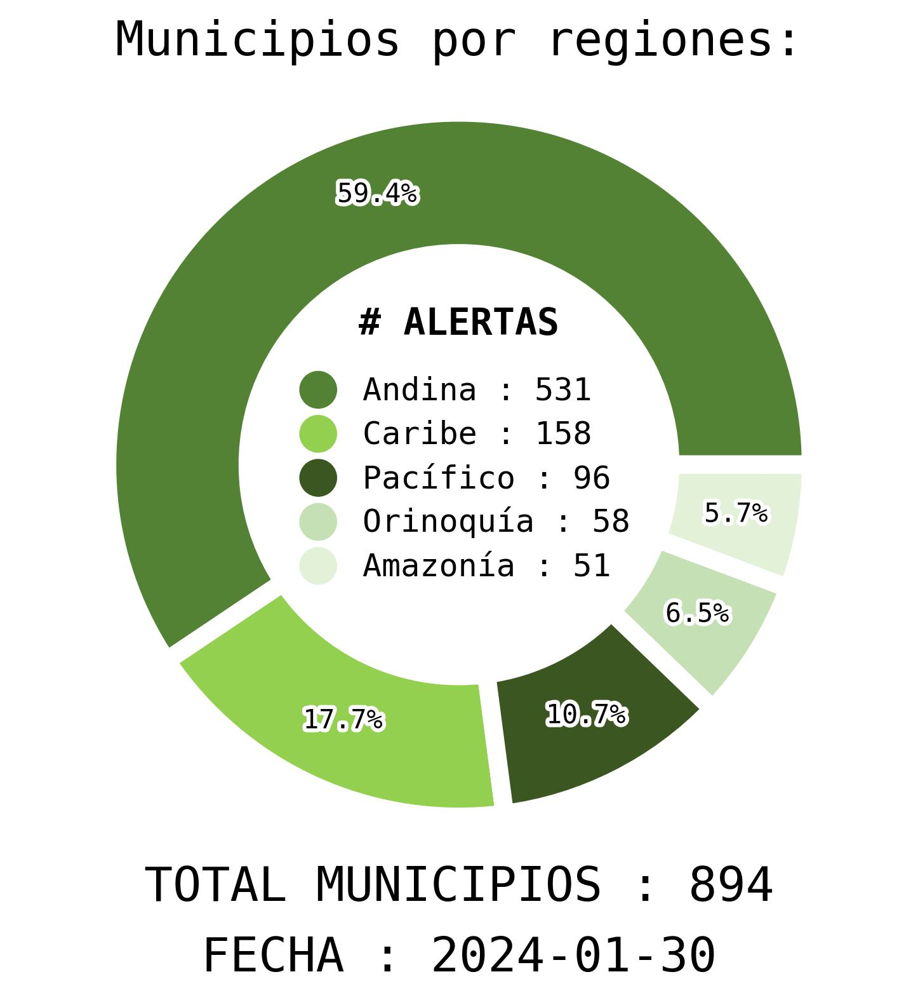 Municipios por regiones:
59.4%
# ALERTAS
Andina : 531
Caribe : 158
Pacífico : 96
Orinoquía : 58
Amazonía : 51
5.7%
6.5%
10.7%
17.7%
TOTAL MUNICIPIOS : 894
FECHA : 2024-01-30